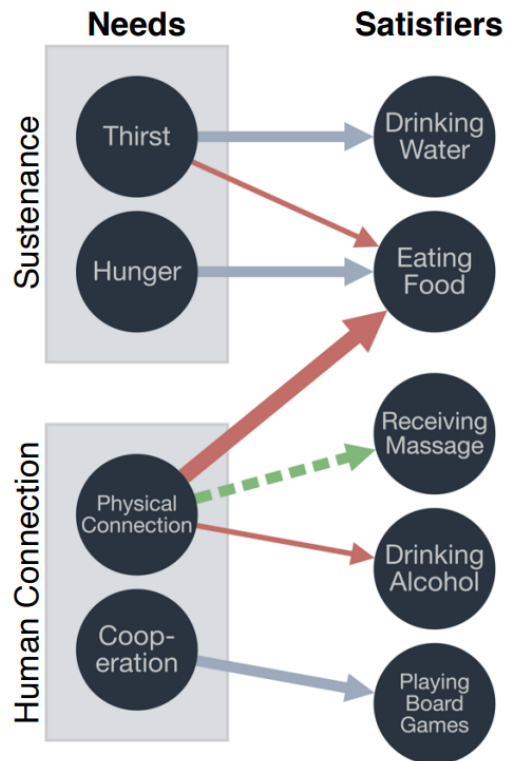 Needs
Satisfiers
Sustenance
Thirst
Drinking
Water
Hunger
Eating
Food
Human Connection
Physical
Connection
Receiving
Massage
Drinking
Alcohol
Coop-
eration
Playing
Board
Games